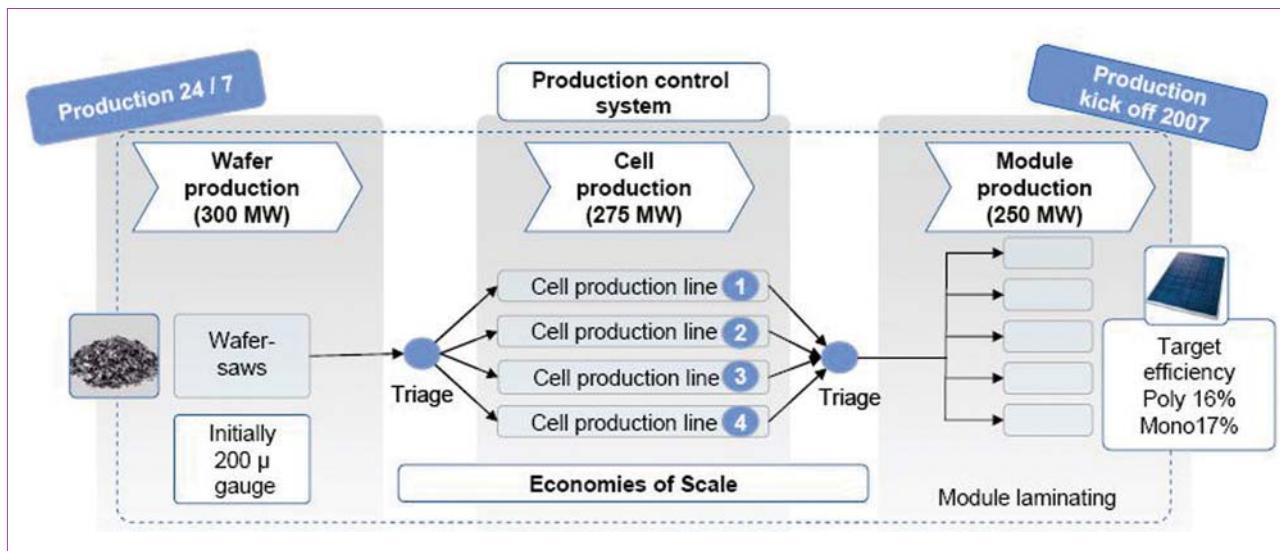 Production 24 / 7
Production control
system
Production
kick off 2007
Wafer
production
(300 MW)
Cell
production
(275 MW)
Module
production
(250 MW)
Cell production line 1
Cell production line 2
Cell production line 3
Cell production line 4
Wafer-
saws
Triage
Triage
Initially
200 µ
gauge
Target
efficiency
Poly 16%
Mono17%
Economies of Scale
Module laminating